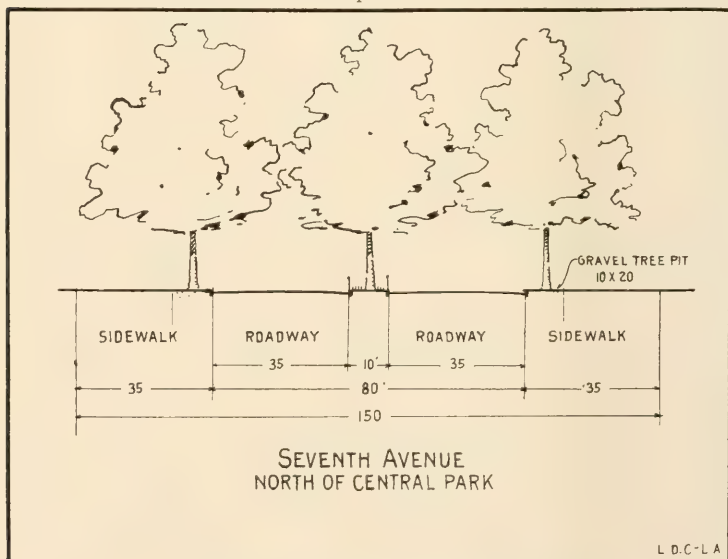 GRAVEL TREE PIT
10 X 20
SIDEWALK ROADWAY ROADWAY SIDEWALK
35 10' 35
35 80' 35
150
SEVENTH AVENUE
NORTH OF CENTRAL PARK
L.D.C-L.A